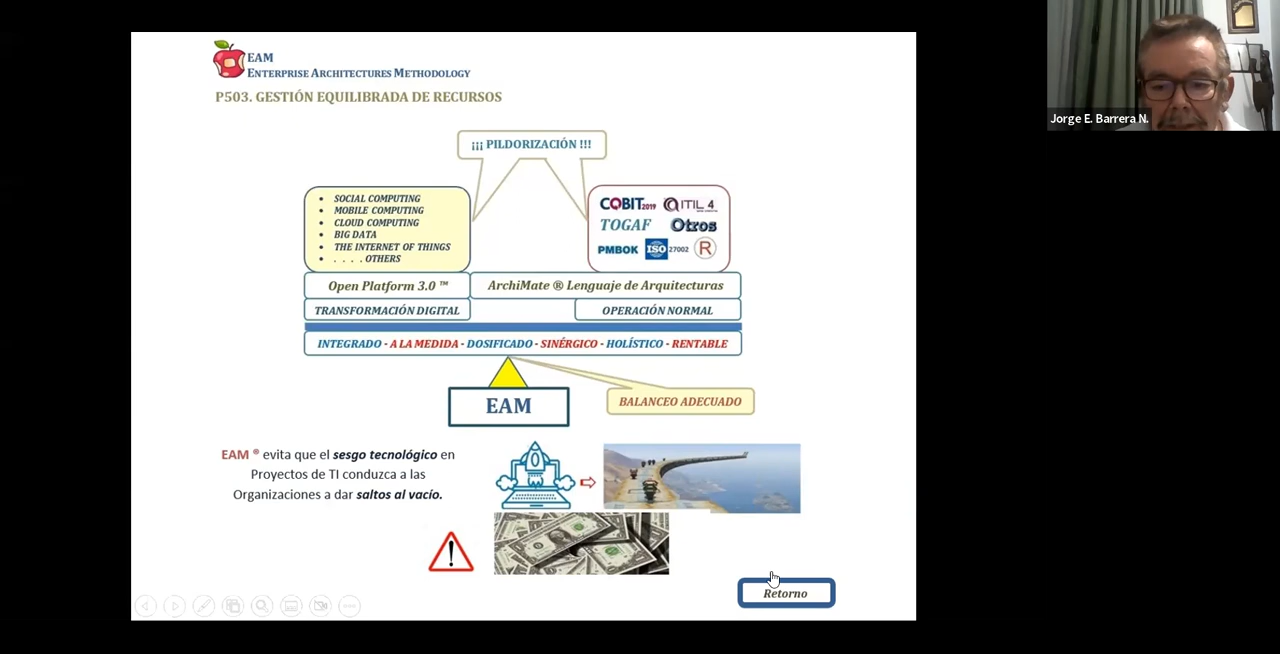 EAM
ENTERPRISE ARCHITECTURES METHODOLOGY
P503. GESTIÓN EQUILIBRADA DE RECURSOS
¡¡¡ PILDORIZACIÓN !!!
• SOCIAL COMPUTING
• MOBILE COMPUTING
• CLOUD COMPUTING
• BIG DATA
• THE INTERNET OF THINGS
• . . . . OTHERS
COBIT 2019 ITIL 4
TOGAF Otros
PMBOK ISO 27002 R
Open Platform 3.0 ™
ArchiMate ® Lenguaje de Arquitecturas
TRANSFORMACIÓN DIGITAL
OPERACIÓN NORMAL
INTEGRADO - A LA MEDIDA - DOSIFICADO - SINÉRGICO - HOLÍSTICO - RENTABLE
EAM
BALANCEO ADECUADO
EAM ® evita que el sesgo tecnológico en
Proyectos de TI conduzca a las
Organizaciones a dar saltos al vacío.
Retorno
Jorge E. Barrera N.